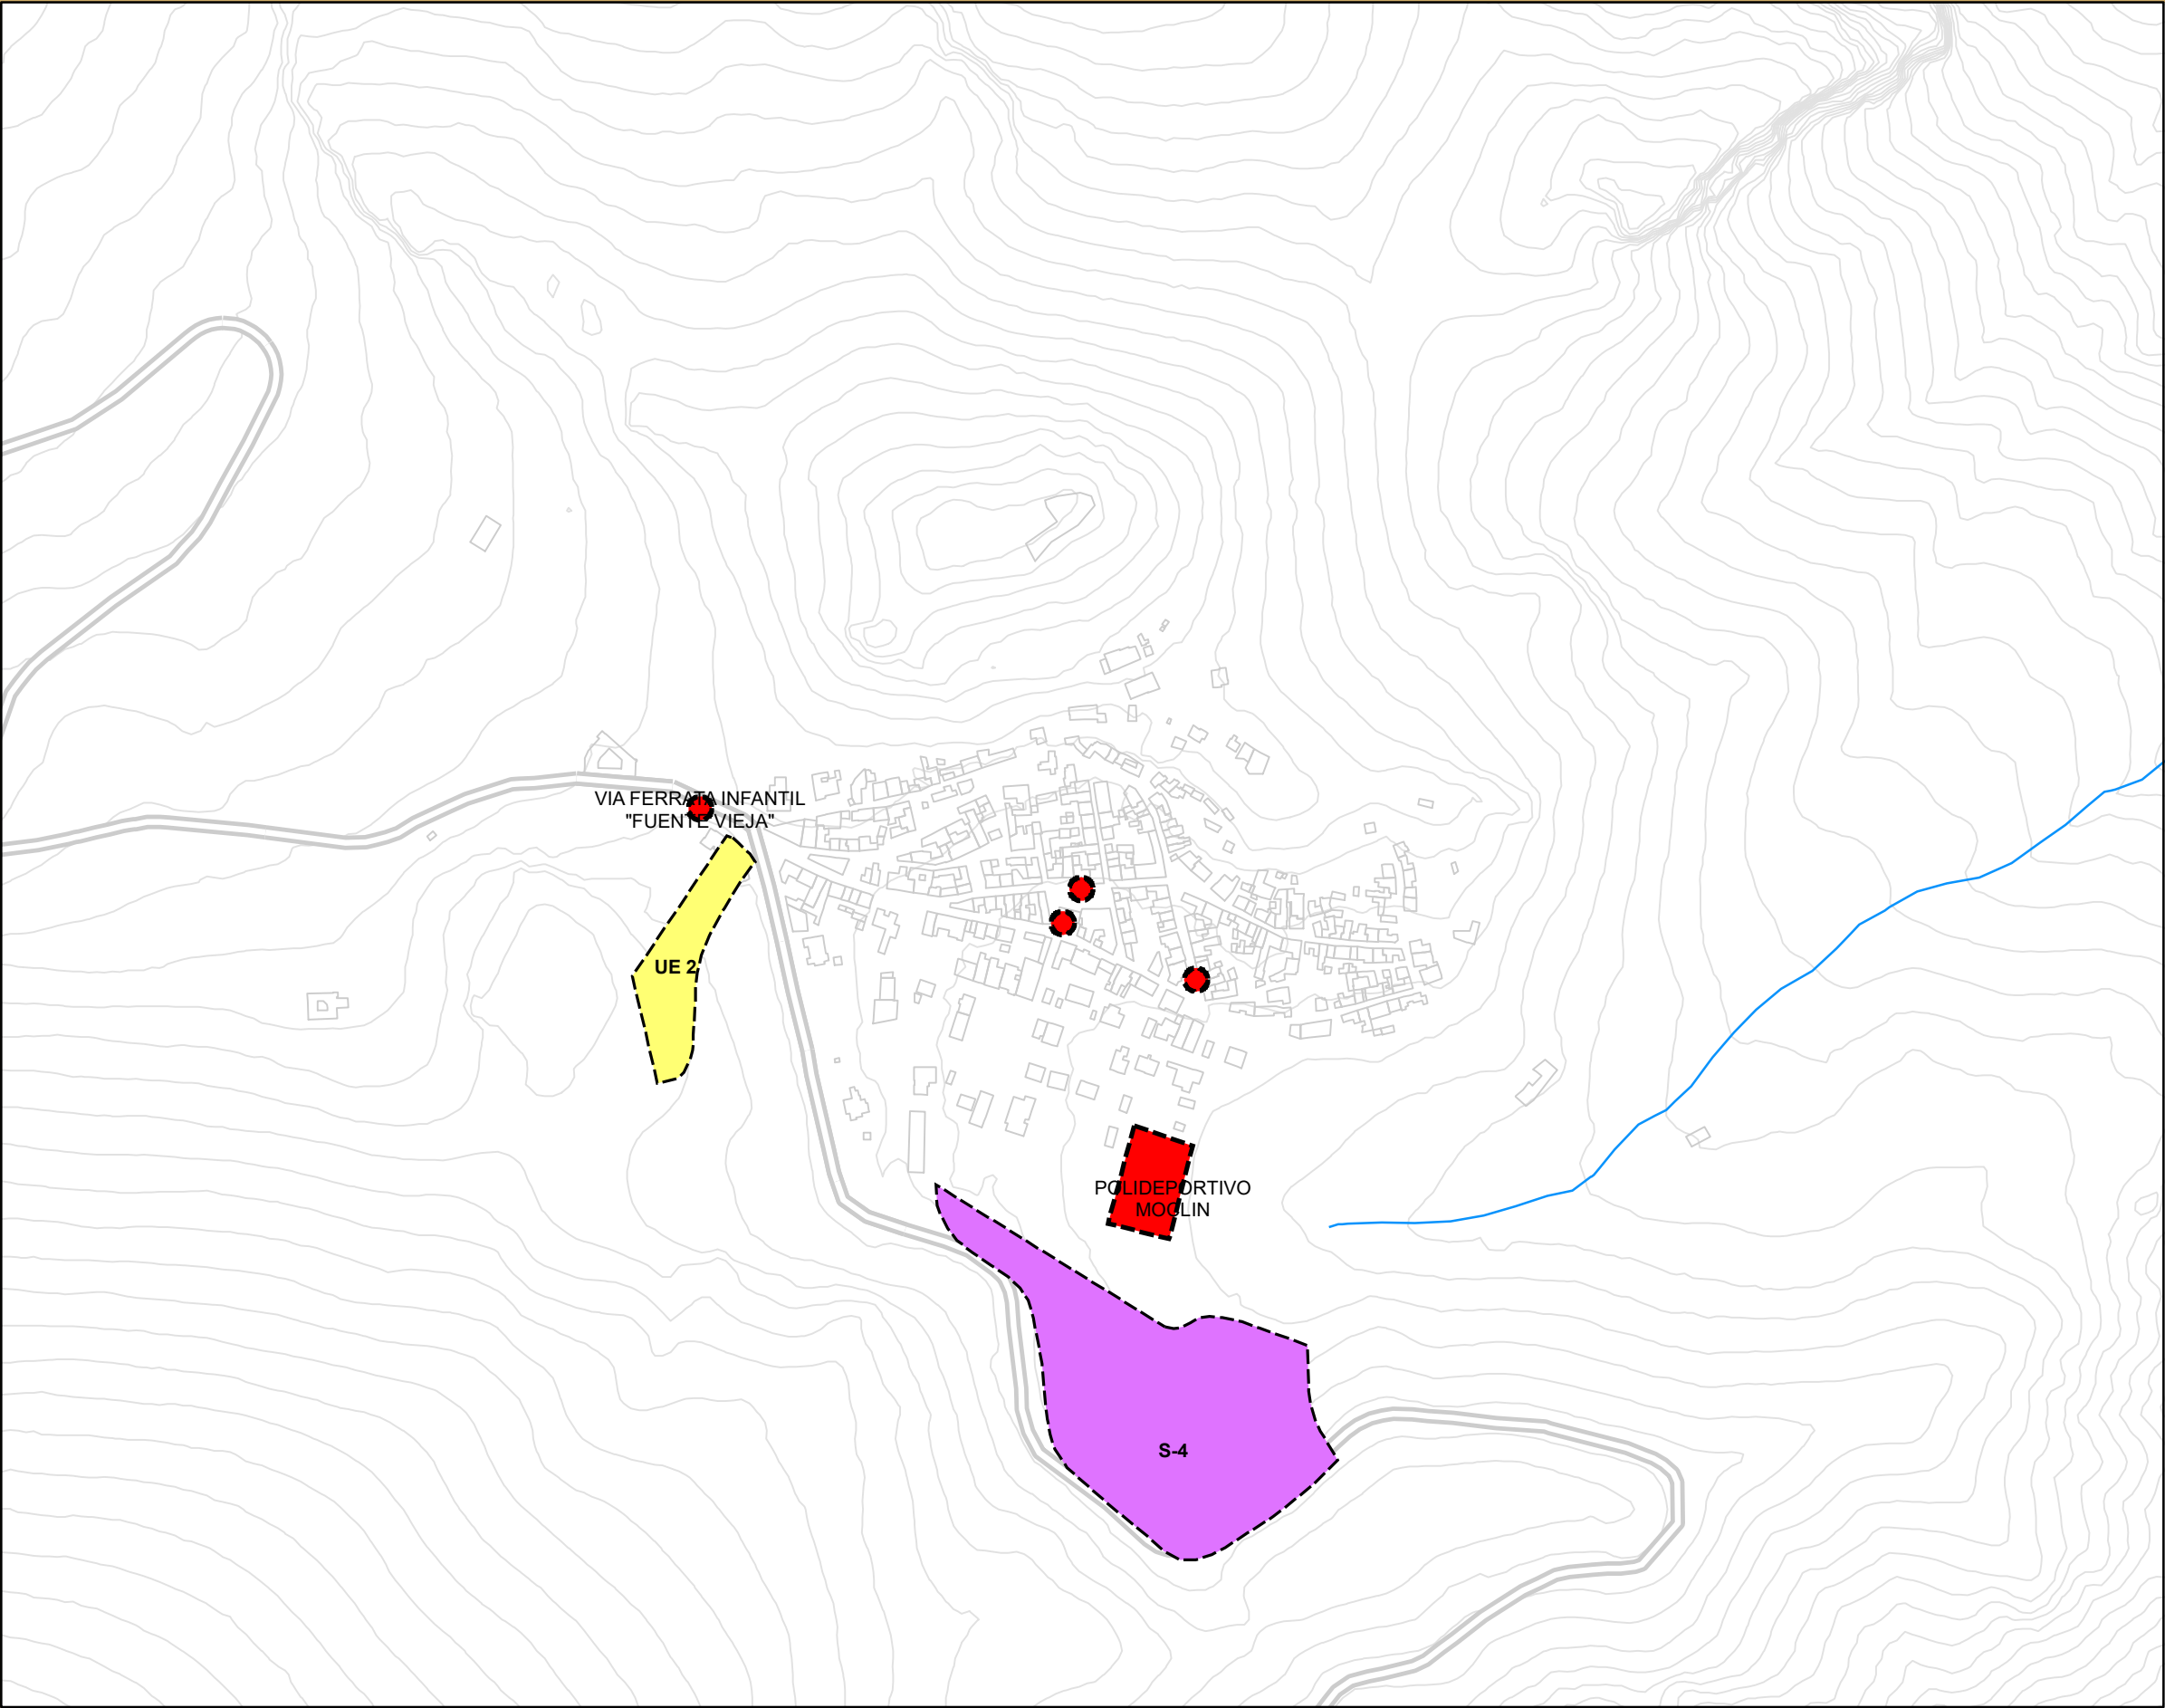 VIA FERRATA INFANTIL
"FUENTE VIEJA"
UE 2
POLIDEPORTIVO
MOCLIN
S-4